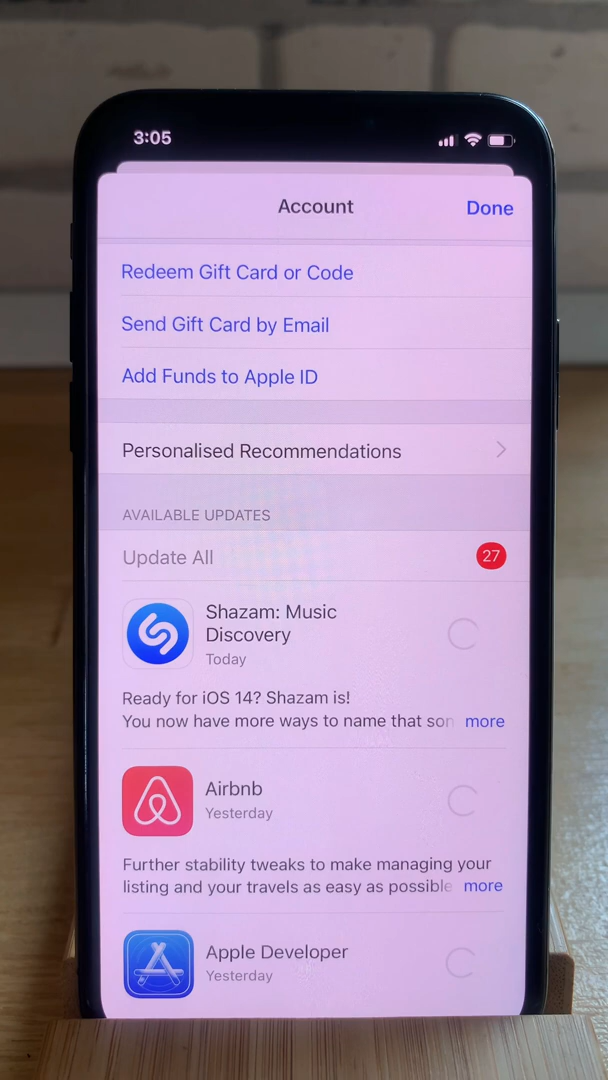 3:05
Account
Done
Redeem Gift Card or Code
Send Gift Card by Email
Add Funds to Apple ID
Personalised Recommendations
AVAILABLE UPDATES
Update All
27
Shazam: Music
Discovery
Today
Ready for iOS 14? Shazam is!
You now have more ways to name that son more
Airbnb
Yesterday
Further stability tweaks to make managing your
listing and your travels as easy as possible more
Apple Developer
Yesterday